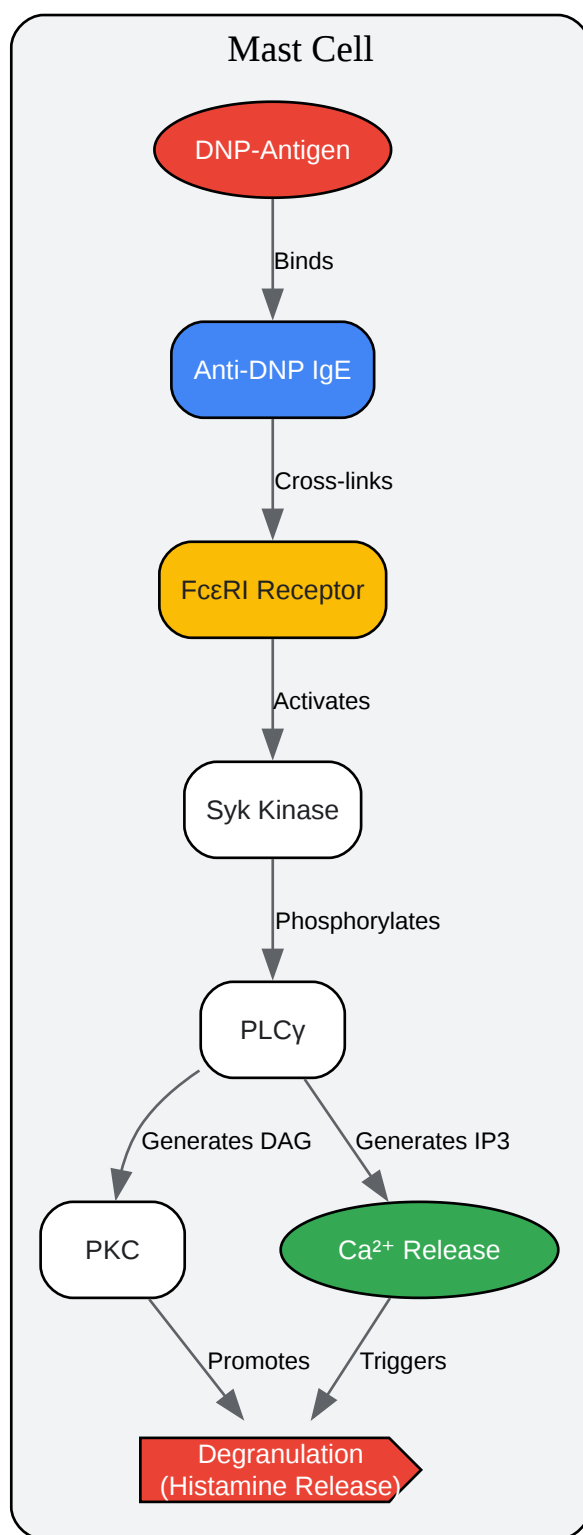 Mast Cell
DNP-Antigen
Binds
Anti-DNP IgE
Cross-links
FcεRI Receptor
Activates
Syk Kinase
Phosphorylates
PLCγ
Generates DAG
Generates IP3
PKC
Ca²⁺ Release
Promotes
Triggers
Degranulation
(Histamine Release)